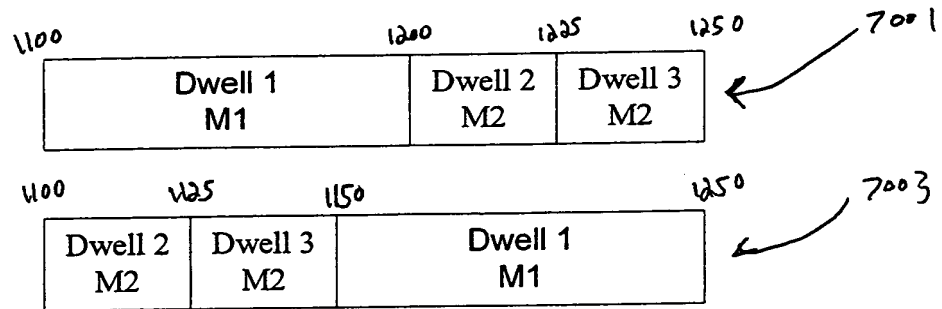 1100 1200 1225 1250 7001
Dwell 1 Dwell 2 Dwell 3
M1 M2 M2
1100 1125 1150 1250 7003
Dwell 2 Dwell 3 Dwell 1
M2 M2 M1